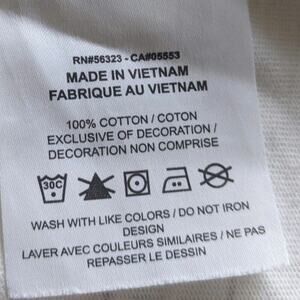 RN#56323 - CA#05553
MADE IN VIETNAM
FABRIQUE AU VIETNAM
100% COTTON / COTON
EXCLUSIVE OF DECORATION /
DECORATION NON COMPRISE
30C
WASH WITH LIKE COLORS / DO NOT IRON
DESIGN
LAVER AVEC COULEURS SIMILAIRES / NE PAS
REPASSER LE DESSIN